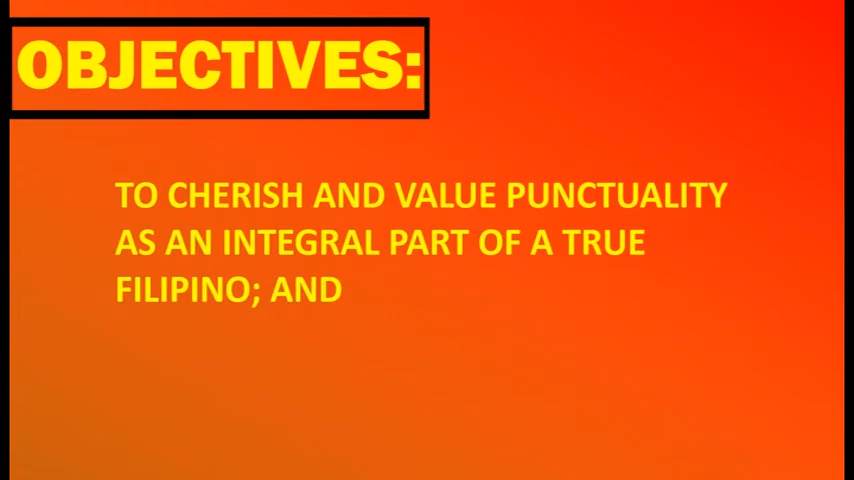 OBJECTIVES:
TO CHERISH AND VALUE PUNCTUALITY
AS AN INTEGRAL PART OF A TRUE
FILIPINO; AND